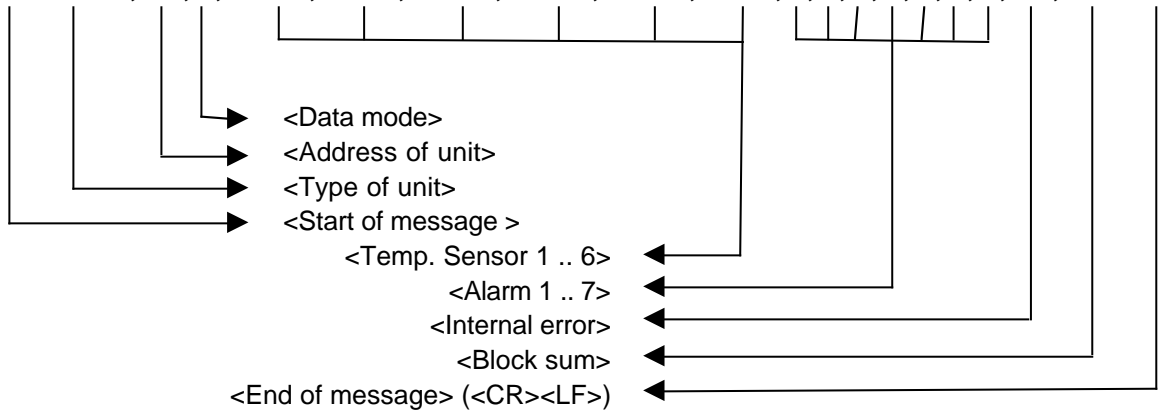 <Data mode>
<Address of unit>
<Type of unit>
<Start of message >
<Temp. Sensor 1 .. 6>
<Alarm 1 .. 7>
<Internal error>
<Block sum>
<End of message> (<CR><LF>)